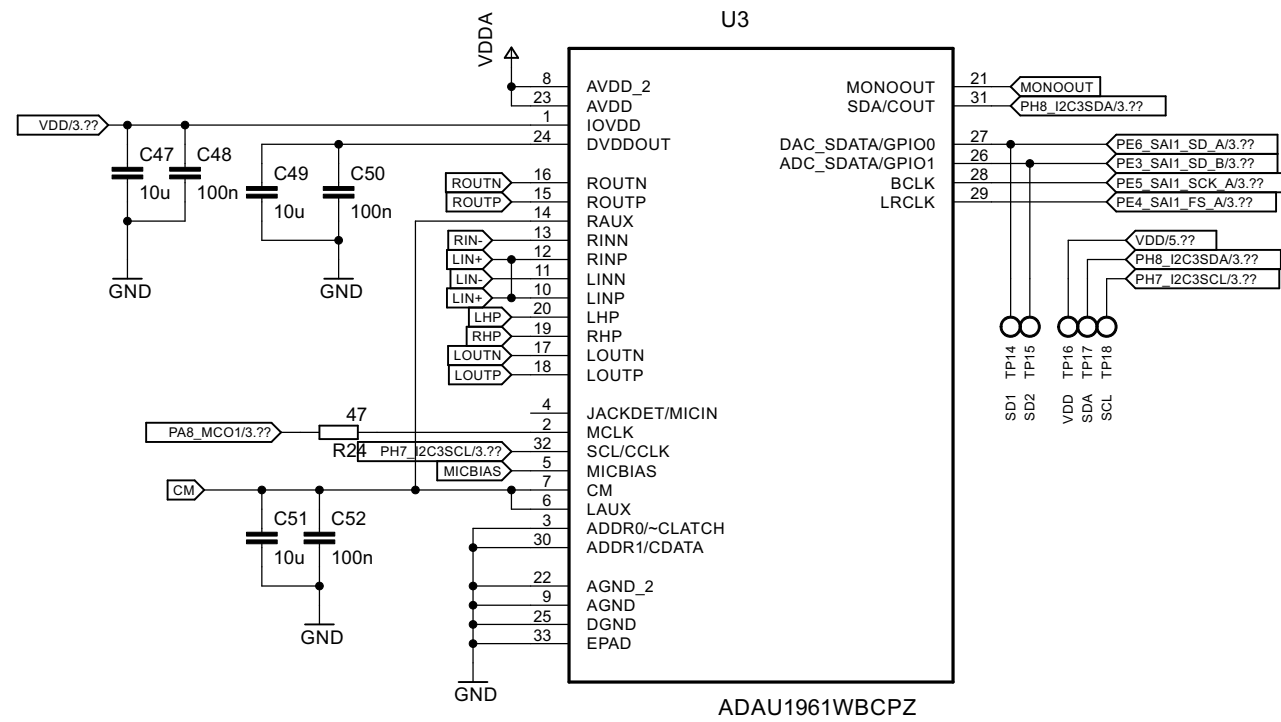 U3
VDDA
8 AVDD_2
23 AVDD
VDD/3.?? 1 IOVDD
24 DVDDOUT
C47 10u
C48 100n
C49 10u
C50 100n
GND
GND
ROUTN 16 ROUTN
ROUTP 15 ROUTP
14 RAUX
RIN- 13 RINN
LIN+ 12 RINP
LIN- 11 LINN
LIN+ 10 LINP
LHP 20 LHP
RHP 19 RHP
LOUTN 17 LOUTN
LOUTP 18 LOUTP
4 JACKDET/MICIN
PA8_MCO1/3.?? 47 R24 2 MCLK
PH7_I2C3SCL/3.?? 32 SCL/CCLK
MICBIAS 5 MICBIAS
CM 7 CM
6 LAUX
3 ADDR0/~CLATCH
30 ADDR1/CDATA
C51 10u
C52 100n
GND
22 AGND_2
9 AGND
25 DGND
33 EPAD
GND
MONOOUT 21 MONOOUT
SDA/COUT 31 PH8_I2C3SDA/3.??
DAC_SDATA/GPIO0 27 PE6_SAI1_SD_A/3.??
ADC_SDATA/GPIO1 26 PE3_SAI1_SD_B/3.??
BCLK 28 PE5_SAI1_SCK_A/3.??
LRCLK 29 PE4_SAI1_FS_A/3.??
VDD/5.??
PH8_I2C3SDA/3.??
PH7_I2C3SCL/3.??
SD1 TP14
SD2 TP15
VDD TP16
SDA TP17
SCL TP18
ADAU1961WBCPZ